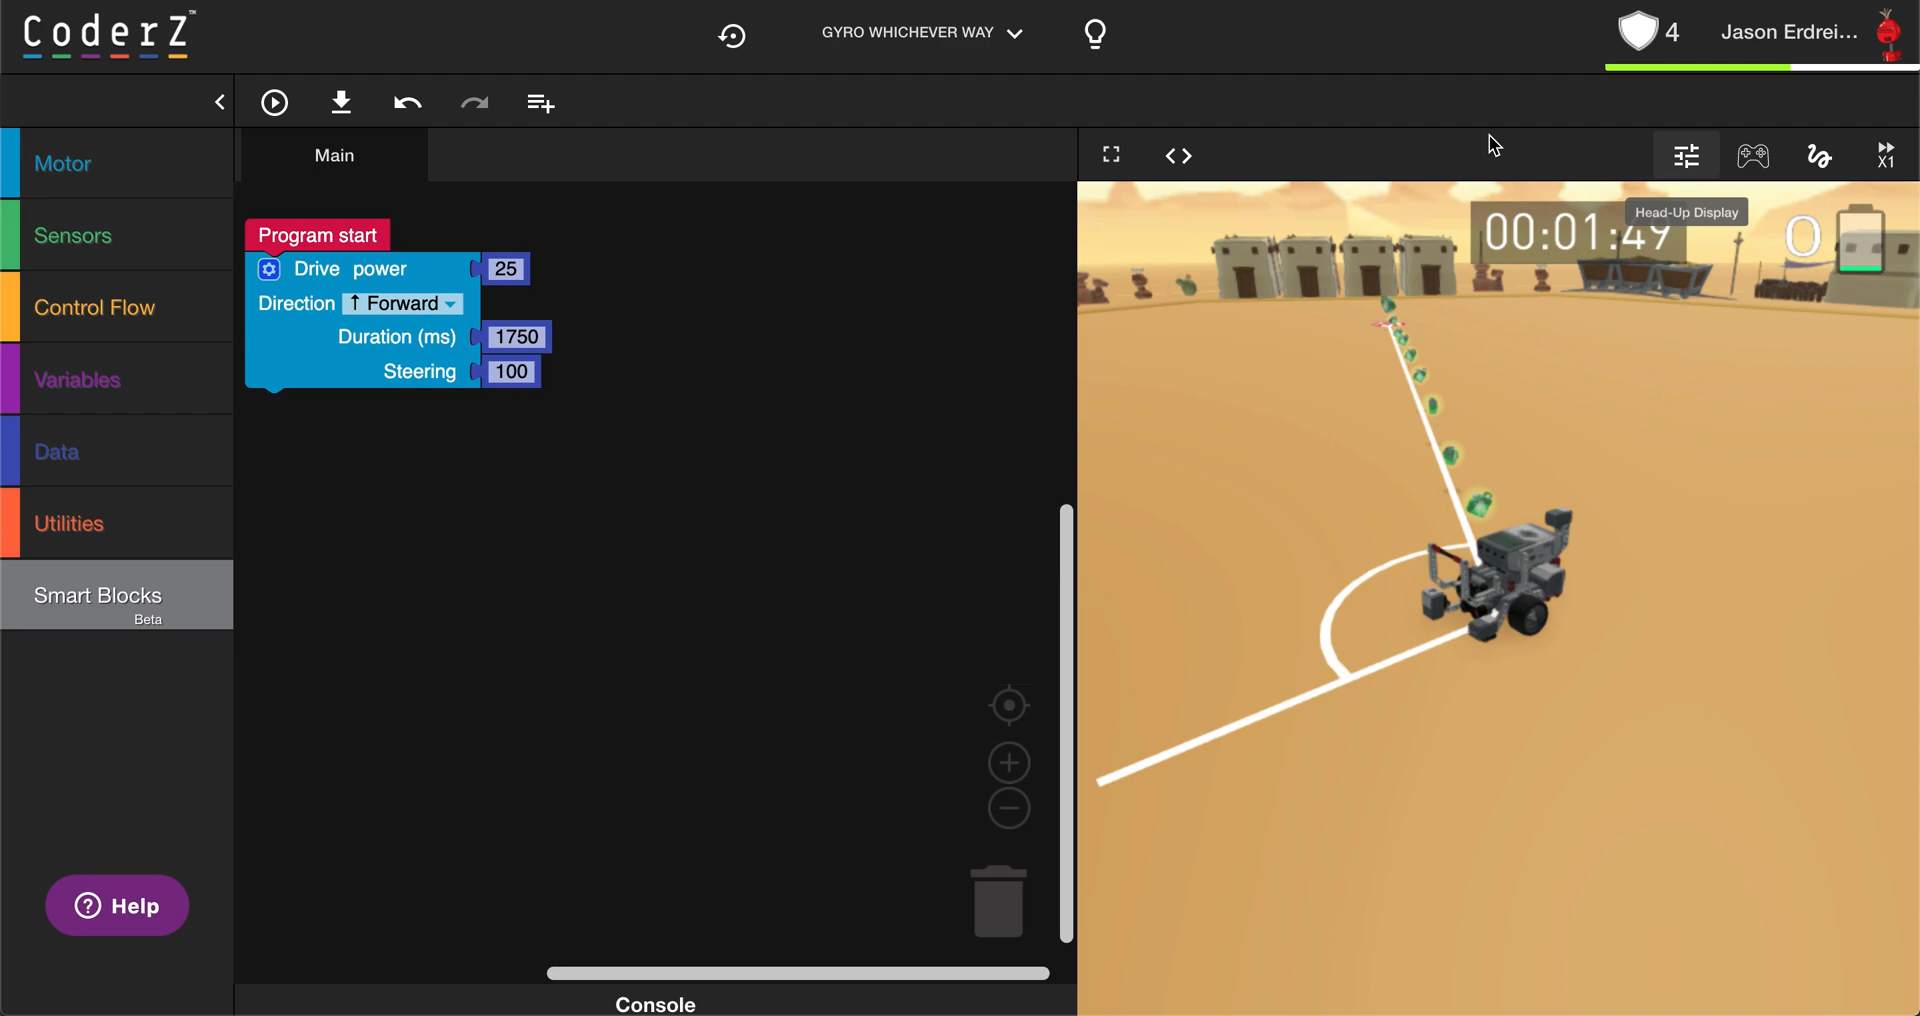 CoderZ™
GYRO WHICHEVER WAY
4
Jason Erdrei...
Main
X1
Motor
Sensors
Control Flow
Variables
Data
Utilities
Smart Blocks
Beta
Help
Program start
Drive power 25
Direction ↑ Forward
Duration (ms) 1750
Steering 100
Head-Up Display
00:01:49
0
Console